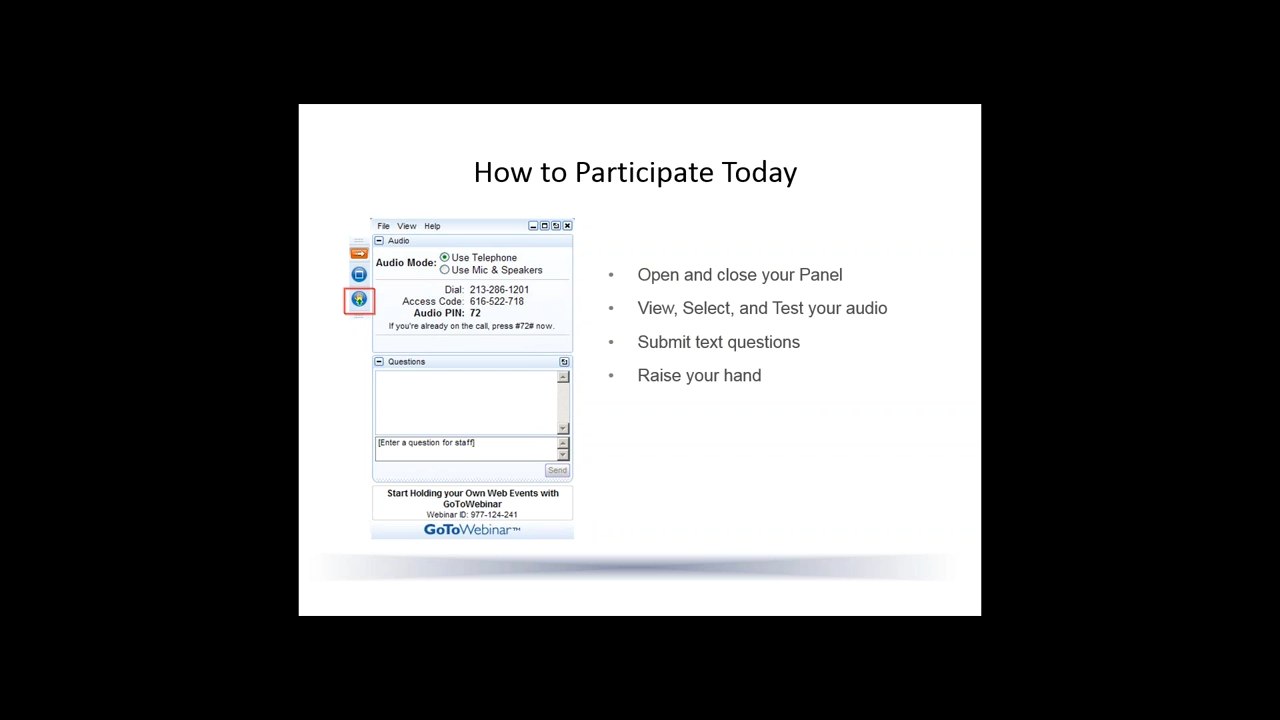 How to Participate Today
File View Help
Audio
Audio Mode: Use Telephone
Use Mic & Speakers
Dial: 213-286-1201
Access Code: 616-522-718
Audio PIN: 72
If you're already on the call, press #72# now.
Questions
[Enter a question for staff]
Send
Start Holding your Own Web Events with
GoToWebinar
Webinar ID: 977-124-241
GoToWebinar™
• Open and close your Panel
• View, Select, and Test your audio
• Submit text questions
• Raise your hand